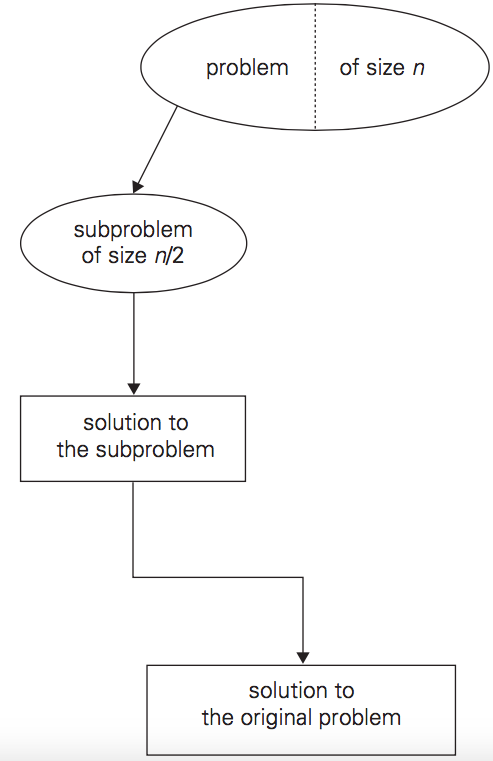 problem of size n
subproblem
of size n/2
solution to
the subproblem
solution to
the original problem